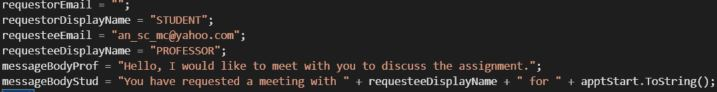 requestorEmail = "";
requestorDisplayName = "STUDENT";
requesteeEmail = "an_sc_mc@yahoo.com";
requesteeDisplayName = "PROFESSOR";
messageBodyProf = "Hello, I would like to meet with you to discuss the assignment.";
messageBodyStud = "You have requested a meeting with " + requesteeDisplayName + " for " + apptStart.ToString();